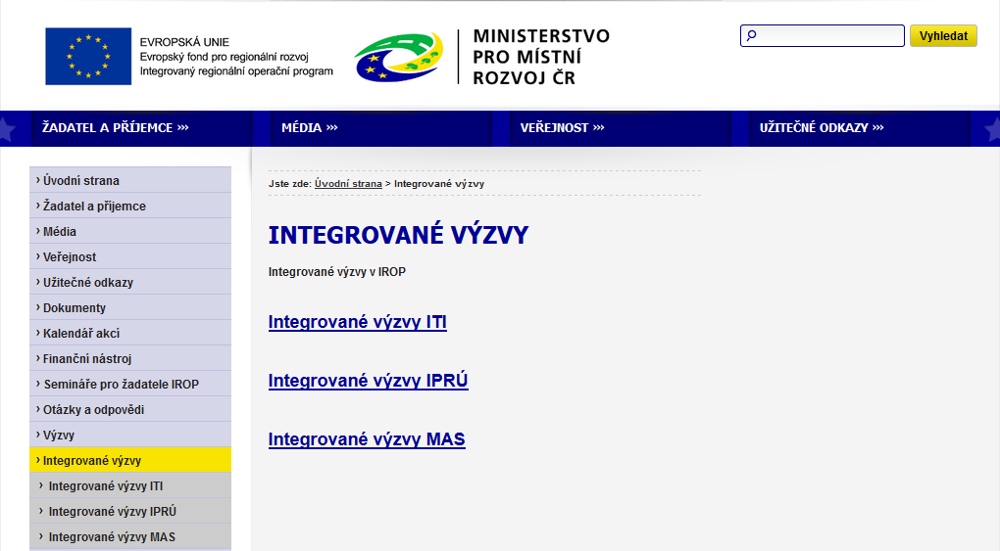 EVROPSKÁ UNIE
Evropský fond pro regionální rozvoj
Integrovaný regionální operační program
MINISTERSTVO
PRO MÍSTNÍ
ROZVOJ ČR
Vyhledat
ŽADATEL A PŘÍJEMCE ›››
MÉDIA ›››
VEŘEJNOST ›››
UŽITEČNÉ ODKAZY ›››
› Úvodní strana
› Žadatel a příjemce
› Média
› Veřejnost
› Užitečné odkazy
› Dokumenty
› Kalendář akcí
› Finanční nástroj
› Semináře pro žadatele IROP
› Otázky a odpovědi
› Výzvy
› Integrované výzvy
› Integrované výzvy ITI
› Integrované výzvy IPRÚ
› Integrované výzvy MAS
Jste zde: Úvodní strana > Integrované výzvy
INTEGROVANÉ VÝZVY
Integrované výzvy v IROP
Integrované výzvy ITI
Integrované výzvy IPRÚ
Integrované výzvy MAS